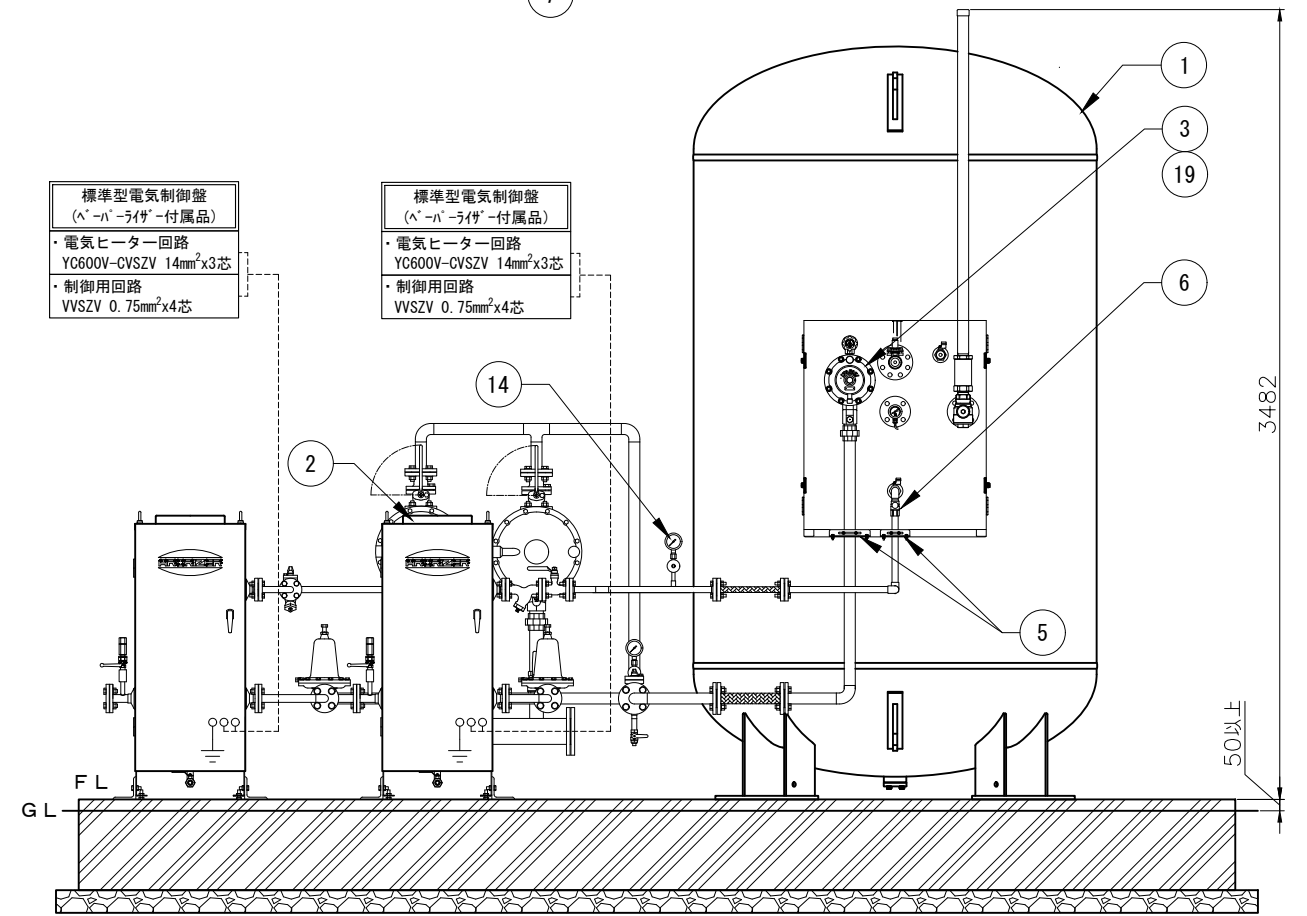 7
1
3
19
標準型電気制御盤
(ﾍﾞｰﾊﾟｰﾗｲｻﾞｰ付属品)
・電気ヒーター回路
YC600V-CVSZV 14mm²x3芯
・制御用回路
VVSZV 0.75mm²x4芯
標準型電気制御盤
(ﾍﾞｰﾊﾟｰﾗｲｻﾞｰ付属品)
・電気ヒーター回路
YC600V-CVSZV 14mm²x3芯
・制御用回路
VVSZV 0.75mm²x4芯
6
14
3482
2
5
50以上
FL
GL